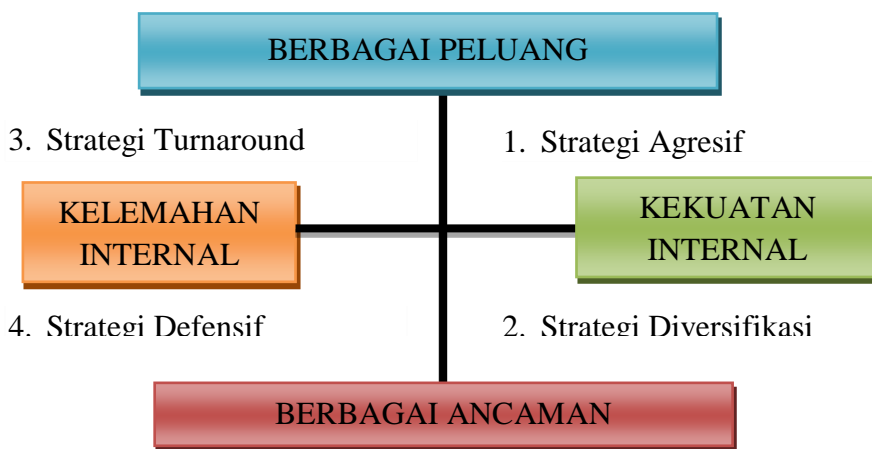 BERBAGAI PELUANG
3. Strategi Turnaround
1. Strategi Agresif
KELEMAHAN
INTERNAL
KEKUATAN
INTERNAL
4. Strategi Defensif
2. Strategi Diversifikasi
BERBAGAI ANCAMAN